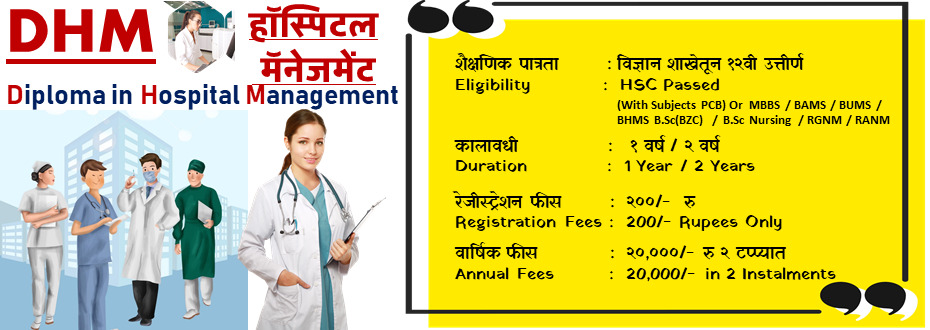 DHM
हॉस्पिटल
मॅनेजमेंट
Diploma in Hospital Management
शैक्षणिक पात्रता : विज्ञान शाखेतून १२वी उत्तीर्ण
Eligibility : HSC Passed
(With Subjects PCB) Or MBBS / BAMS / BUMS /
BHMS B.Sc(BZC) / B.Sc Nursing / RGNM / RANM
कालावधी : १ वर्ष / २ वर्ष
Duration : 1 Year / 2 Years
रेजीस्ट्रेशन फीस : २००/- रु
Registration Fees : 200/- Rupees Only
वार्षिक फीस : २०,०००/- रु २ टप्प्यात
Annual Fees : 20,000/- in 2 Instalments